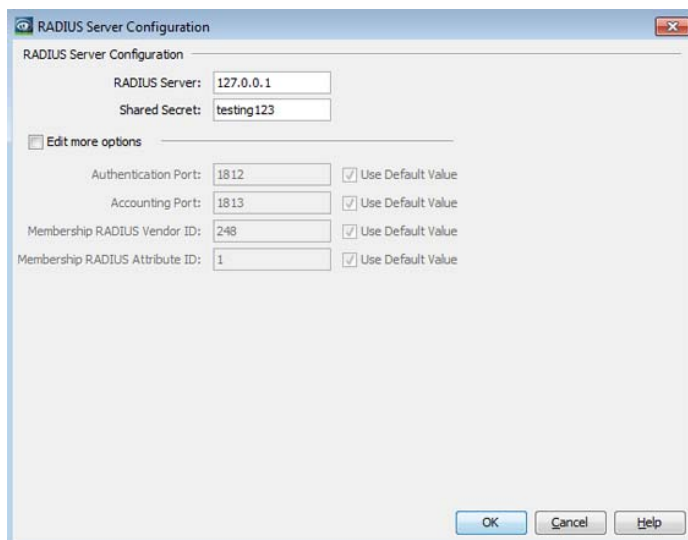 RADIUS Server Configuration
RADIUS Server Configuration
RADIUS Server: 127.0.0.1
Shared Secret: testing123
Edit more options
Authentication Port: 1812 Use Default Value
Accounting Port: 1813 Use Default Value
Membership RADIUS Vendor ID: 248 Use Default Value
Membership RADIUS Attribute ID: 1 Use Default Value
OK Cancel Help